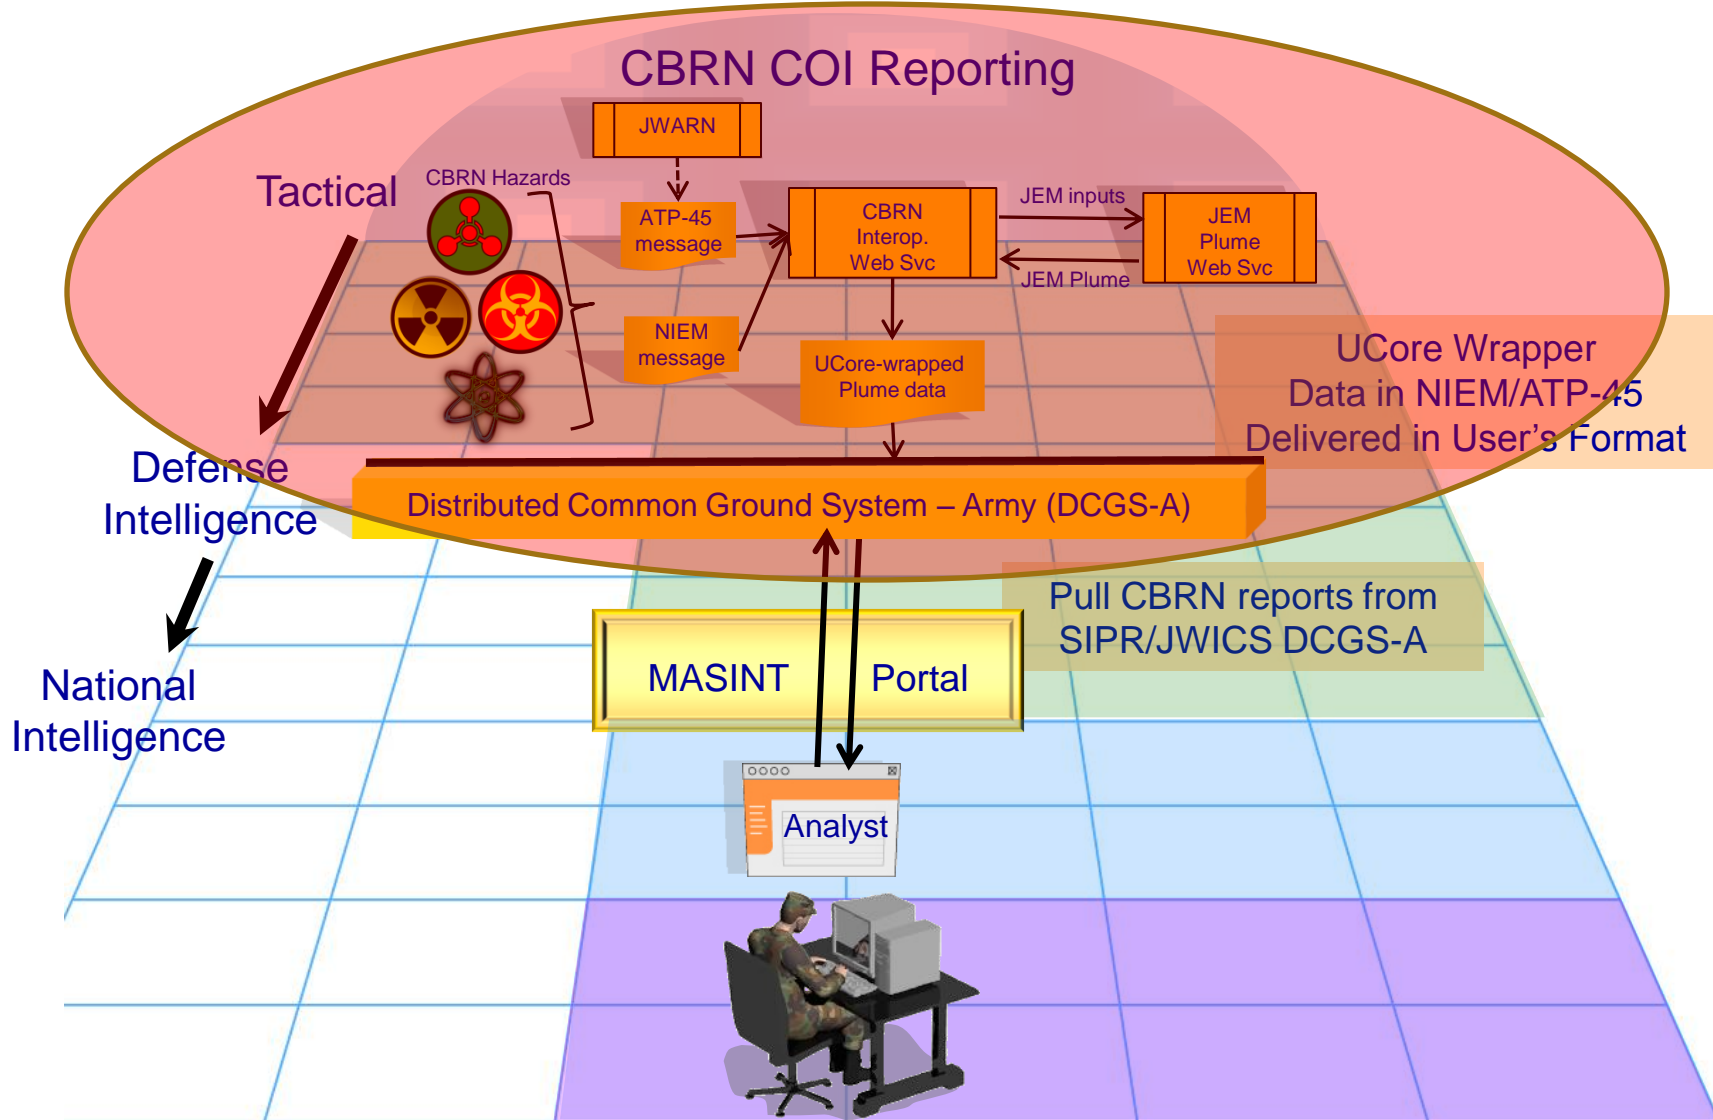 CBRN COI Reporting
JWARN
Tactical
CBRN Hazards
ATP-45
message
CBRN
Interop.
Web Svc
JEM inputs
JEM
Plume
Web Svc
JEM Plume
NIEM
message
UCore-wrapped
Plume data
UCore Wrapper
Data in NIEM/ATP-45
Delivered in User’s Format
Defense
Intelligence
Distributed Common Ground System – Army (DCGS-A)
Pull CBRN reports from
SIPR/JWICS DCGS-A
National
Intelligence
MASINT Portal
Analyst